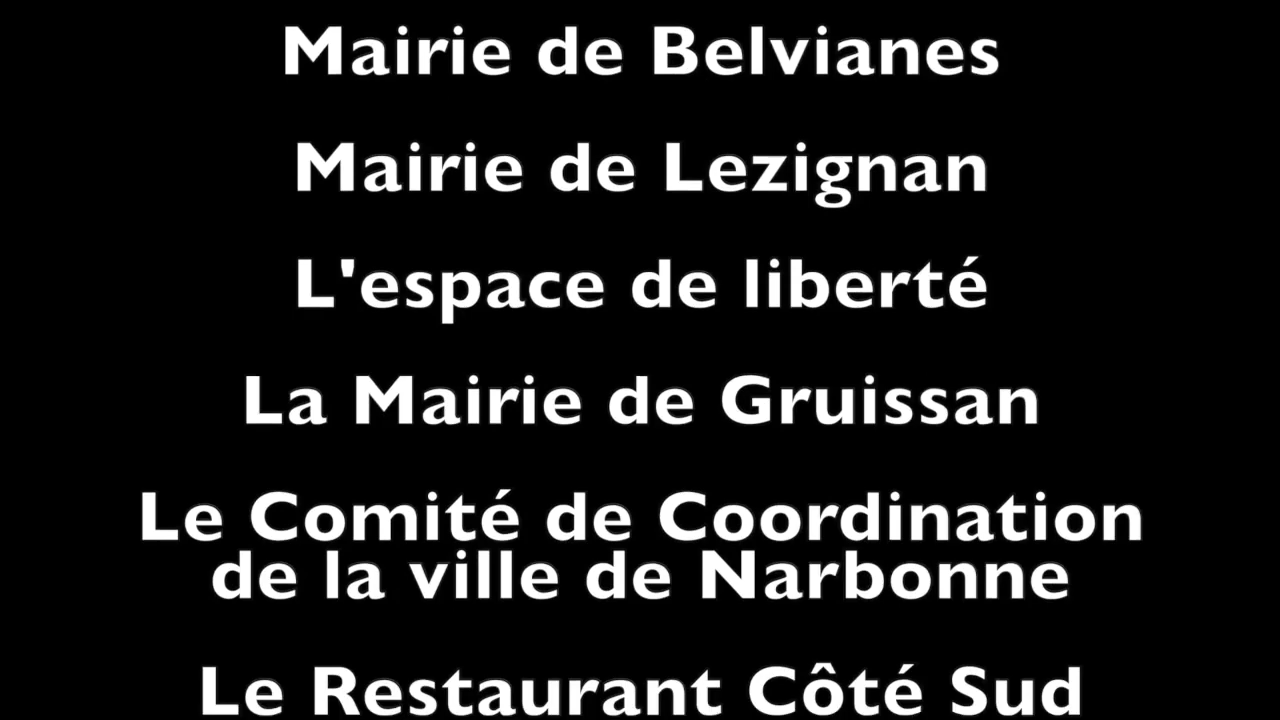 Mairie de Belvianes
Mairie de Lezignan
L'espace de liberté
La Mairie de Gruissan
Le Comité de Coordination
de la ville de Narbonne
Le Restaurant Côté Sud